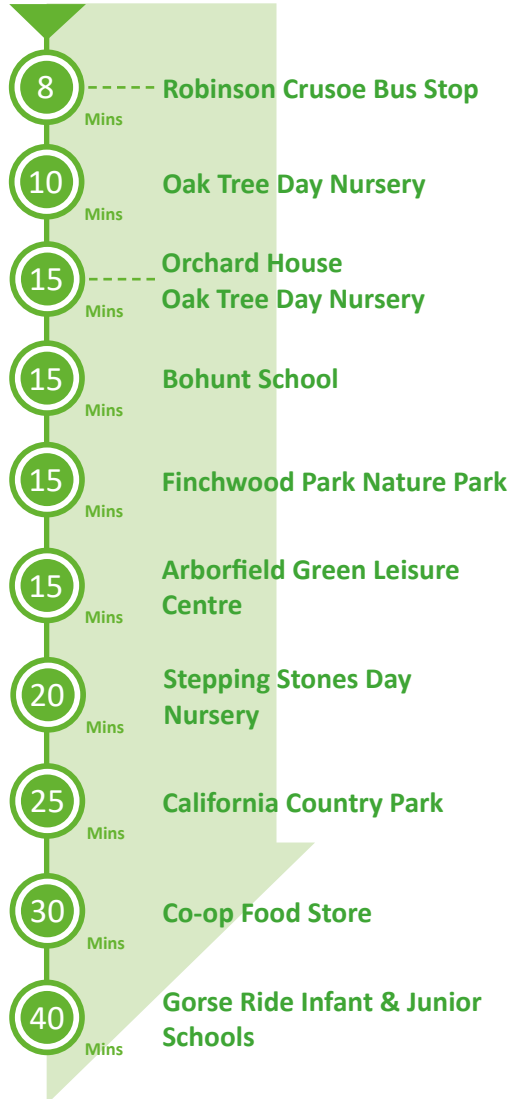 8
Mins
Robinson Crusoe Bus Stop
10
Mins
Oak Tree Day Nursery
15
Mins
Orchard House
Oak Tree Day Nursery
15
Mins
Bohunt School
15
Mins
Finchwood Park Nature Park
15
Mins
Arborfield Green Leisure
Centre
20
Mins
Stepping Stones Day
Nursery
25
Mins
California Country Park
30
Mins
Co-op Food Store
40
Mins
Gorse Ride Infant & Junior
Schools